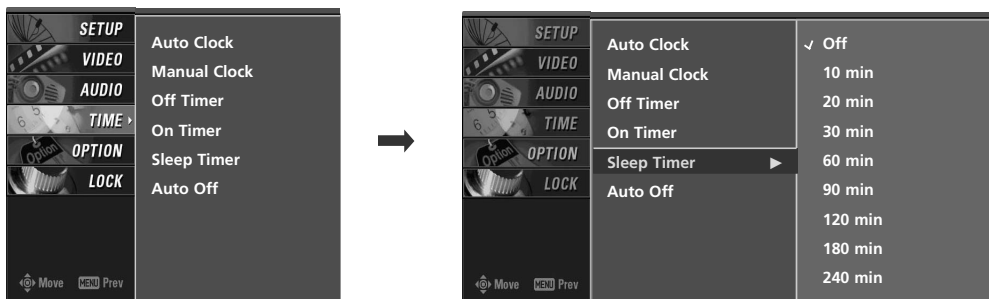 SETUP
VIDEO
AUDIO
TIME
OPTION
LOCK
Auto Clock
Manual Clock
Off Timer
On Timer
Sleep Timer
Auto Off
Move MENU Prev
SETUP
VIDEO
AUDIO
TIME
OPTION
LOCK
Auto Clock
Manual Clock
Off Timer
On Timer
Sleep Timer ▶
Auto Off
✓ Off
10 min
20 min
30 min
60 min
90 min
120 min
180 min
240 min
Move MENU Prev